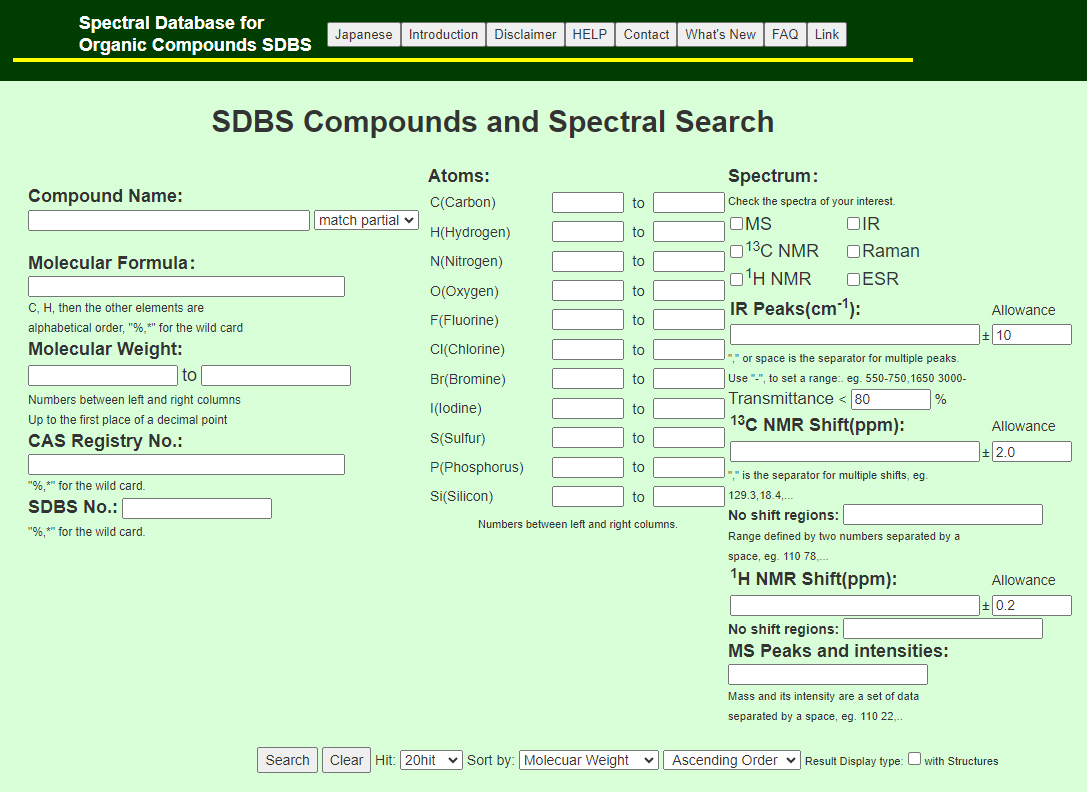 Spectral Database for
Organic Compounds SDBS
Japanese Introduction Disclaimer HELP Contact What's New FAQ Link
SDBS Compounds and Spectral Search
Compound Name:
match partial
Molecular Formula:
C, H, then the other elements are
alphabetical order, "%,*" for the wild card
Molecular Weight:
to
Numbers between left and right columns
Up to the first place of a decimal point
CAS Registry No.:
"%,*" for the wild card.
SDBS No.:
"%,*" for the wild card.
Atoms:
C(Carbon) to
H(Hydrogen) to
N(Nitrogen) to
O(Oxygen) to
F(Fluorine) to
Cl(Chlorine) to
Br(Bromine) to
I(Iodine) to
S(Sulfur) to
P(Phosphorus) to
Si(Silicon) to
Numbers between left and right columns.
Spectrum:
Check the spectra of your interest.
MS IR
13C NMR Raman
1H NMR ESR
IR Peaks(cm-1): Allowance
± 10
"," or space is the separator for multiple peaks.
Use "-", to set a range:. eg. 550-750,1650 3000-
Transmittance < 80 %
13C NMR Shift(ppm): Allowance
± 2.0
"," is the separator for multiple shifts, eg.
129.3,18.4,...
No shift regions:
Range defined by two numbers separated by a
space, eg. 110 78,...
1H NMR Shift(ppm): Allowance
± 0.2
No shift regions:
MS Peaks and intensities:
Mass and its intensity are a set of data
separated by a space, eg. 110 22,..
Search Clear Hit: 20hit Sort by: Molecuar Weight Ascending Order Result Display type: with Structures